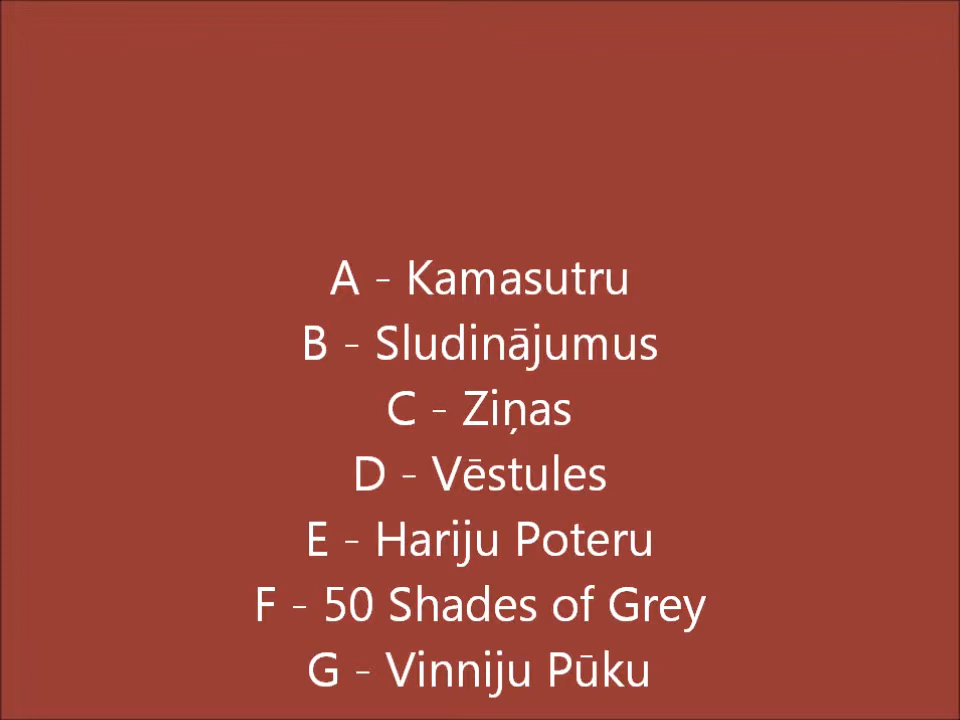 A - Kamasutru
B - Sludinājumus
C - Ziņas
D - Vēstules
E - Hariju Poteru
F - 50 Shades of Grey
G - Vinniju Pūku